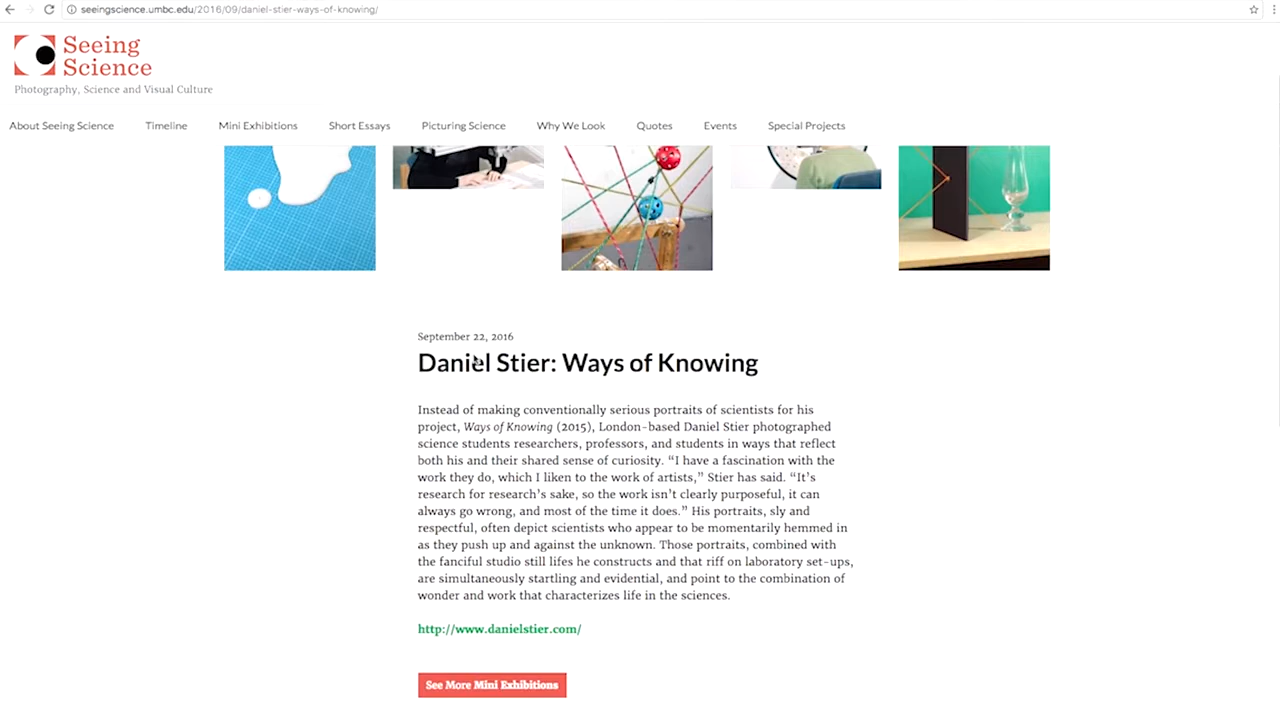 seeingscience.umbc.edu/2016/09/daniel-stier-ways-of-knowing/
Seeing
Science
Photography, Science and Visual Culture
About Seeing Science Timeline Mini Exhibitions Short Essays Picturing Science Why We Look Quotes Events Special Projects
September 22, 2016
Daniel Stier: Ways of Knowing
Instead of making conventionally serious portraits of scientists for his
project, Ways of Knowing (2015), London-based Daniel Stier photographed
science students researchers, professors, and students in ways that reflect
both his and their shared sense of curiosity. “I have a fascination with the
work they do, which I liken to the work of artists,” Stier has said. “It’s
research for research’s sake, so the work isn’t clearly purposeful, it can
always go wrong, and most of the time it does.” His portraits, sly and
respectful, often depict scientists who appear to be momentarily hemmed in
as they push up and against the unknown. Those portraits, combined with
the fanciful studio still lifes he constructs and that riff on laboratory set-ups,
are simultaneously startling and evidential, and point to the combination of
wonder and work that characterizes life in the sciences.
http://www.danielstier.com/
See More Mini Exhibitions